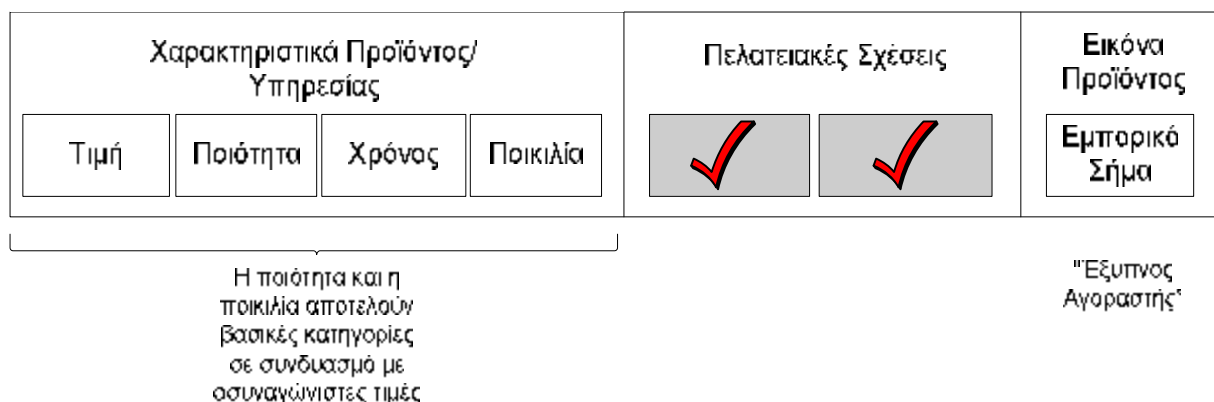 Χαρακτηριστικά Προϊόντος/
Υπηρεσίας
Πελατειακές Σχέσεις
Εικόνα
Προϊόντος
Τιμή
Ποιότητα
Χρόνος
Ποικιλία
Εμπορικό
Σήμα
Η ποιότητα και η
ποικιλία αποτελούν
βασικές κατηγορίες
σε συνδυασμό με
ασυναγώνιστες τιμές
"Έξυπνος
Αγοραστής"